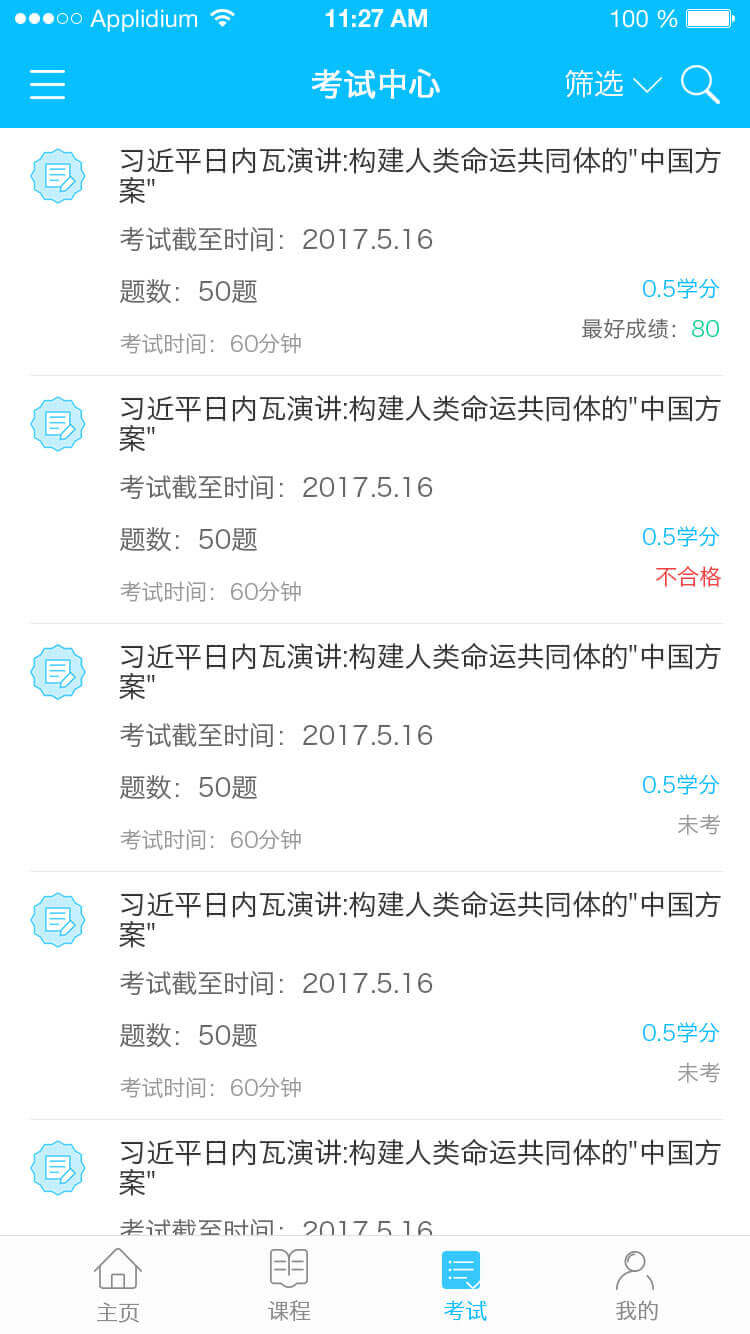 Applidium 11:27 AM 100 %
考试中心 筛选
习近平日内瓦演讲:构建人类命运共同体的"中国方
案"
考试截至时间：2017.5.16
题数：50题 0.5学分
最好成绩：80
考试时间：60分钟
习近平日内瓦演讲:构建人类命运共同体的"中国方
案"
考试截至时间：2017.5.16
题数：50题 0.5学分
不合格
考试时间：60分钟
习近平日内瓦演讲:构建人类命运共同体的"中国方
案"
考试截至时间：2017.5.16
题数：50题 0.5学分
未考
考试时间：60分钟
习近平日内瓦演讲:构建人类命运共同体的"中国方
案"
考试截至时间：2017.5.16
题数：50题 0.5学分
未考
考试时间：60分钟
习近平日内瓦演讲:构建人类命运共同体的"中国方
案"
考试截至时间：2017.5.16
主页 课程 考试 我的